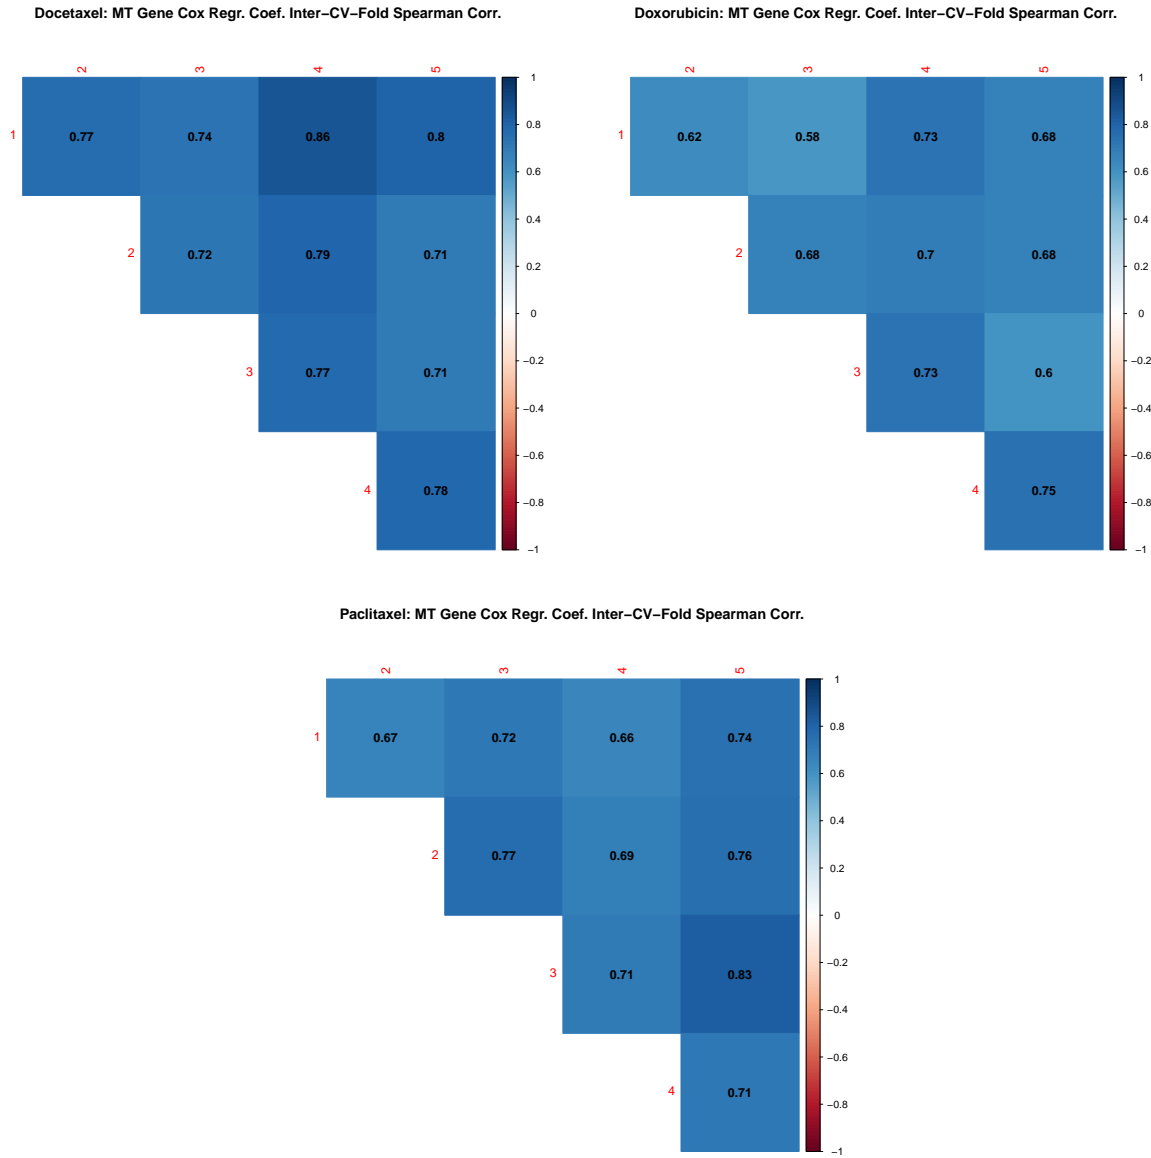 Docetaxel: MT Gene Cox Regr. Coef. Inter−CV−Fold Spearman Corr.
2 3 4 5
1 0.77 0.74 0.86 0.8
2 0.72 0.79 0.71
3 0.77 0.71
4 0.78
1
0.8
0.6
0.4
0.2
0
−0.2
−0.4
−0.6
−0.8
−1
Doxorubicin: MT Gene Cox Regr. Coef. Inter−CV−Fold Spearman Corr.
2 3 4 5
1 0.62 0.58 0.73 0.68
2 0.68 0.7 0.68
3 0.73 0.6
4 0.75
1
0.8
0.6
0.4
0.2
0
−0.2
−0.4
−0.6
−0.8
−1
Paclitaxel: MT Gene Cox Regr. Coef. Inter−CV−Fold Spearman Corr.
2 3 4 5
1 0.67 0.72 0.66 0.74
2 0.77 0.69 0.76
3 0.71 0.83
4 0.71
1
0.8
0.6
0.4
0.2
0
−0.2
−0.4
−0.6
−0.8
−1